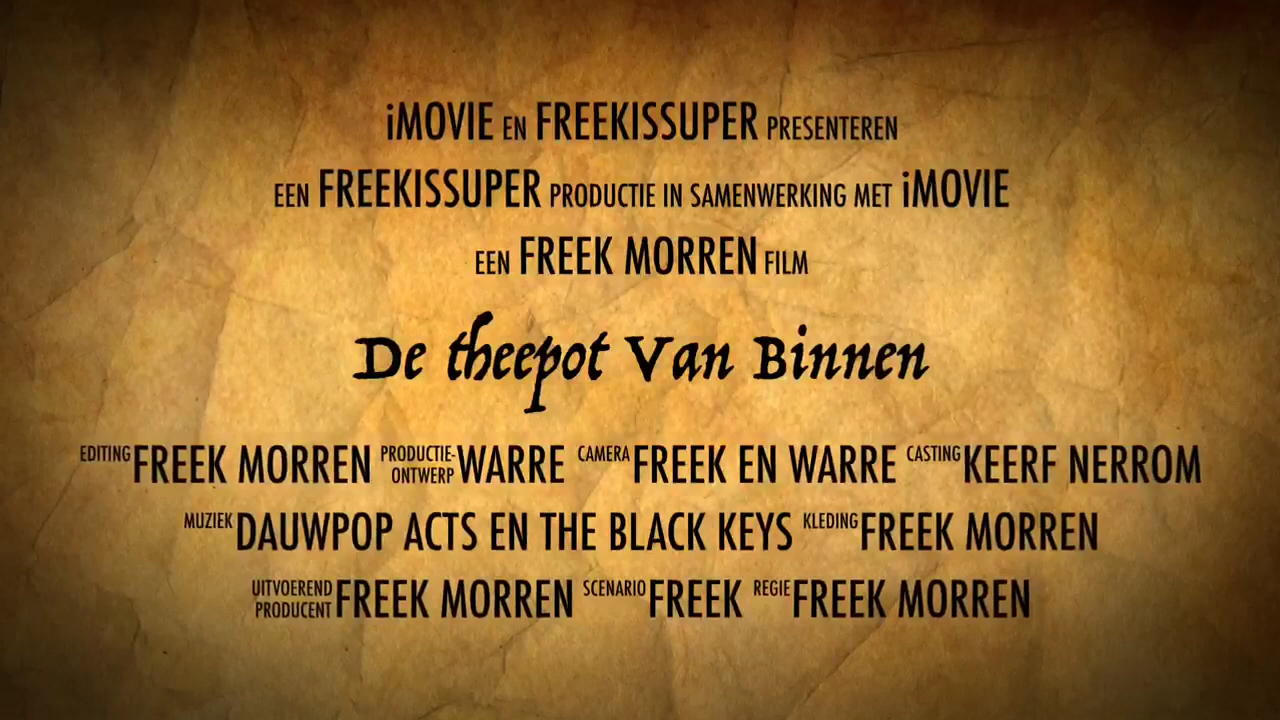 iMOVIE EN FREEKISSUPER PRESENTEREN
EEN FREEKISSUPER PRODUCTIE IN SAMENWERKING MET iMOVIE
EEN FREEK MORREN FILM
De theepot Van Binnen
EDITING FREEK MORREN PRODUCTIE-ONTWERP WARRE CAMERA FREEK EN WARRE CASTING KEERF NERROM
MUZIEK DAUWPOP ACTS EN THE BLACK KEYS KLEDING FREEK MORREN
UITVOEREND PRODUCENT FREEK MORREN SCENARIO FREEK REGIE FREEK MORREN